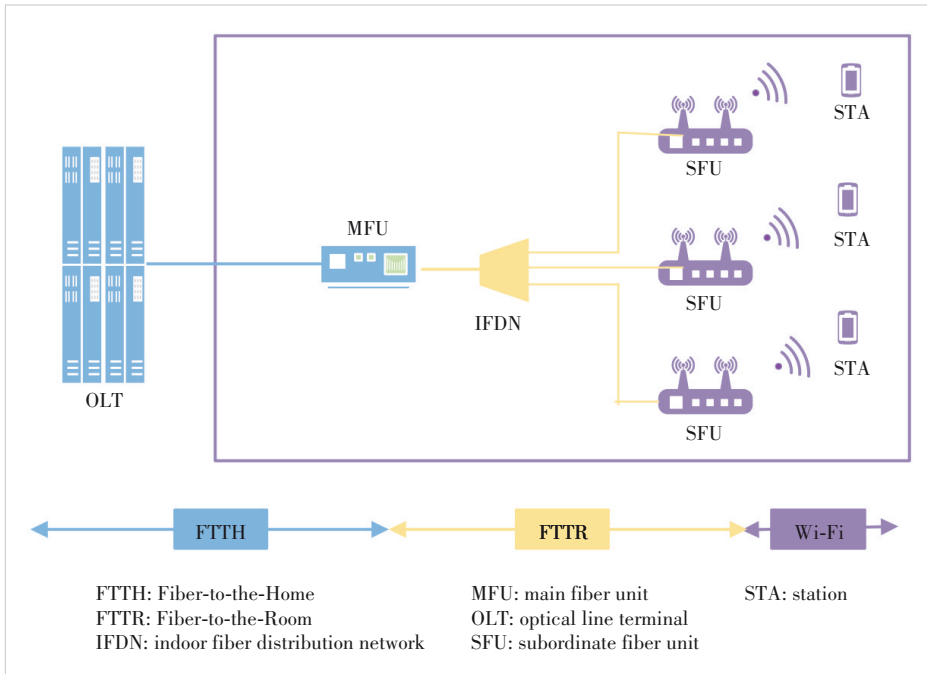 STA
SFU
MFU
STA
SFU
IFDN
STA
OLT
SFU
FTTH
FTTR
Wi-Fi
FTTH: Fiber-to-the-Home
FTTR: Fiber-to-the-Room
IFDN: indoor fiber distribution network
MFU: main fiber unit
OLT: optical line terminal
SFU: subordinate fiber unit
STA: station